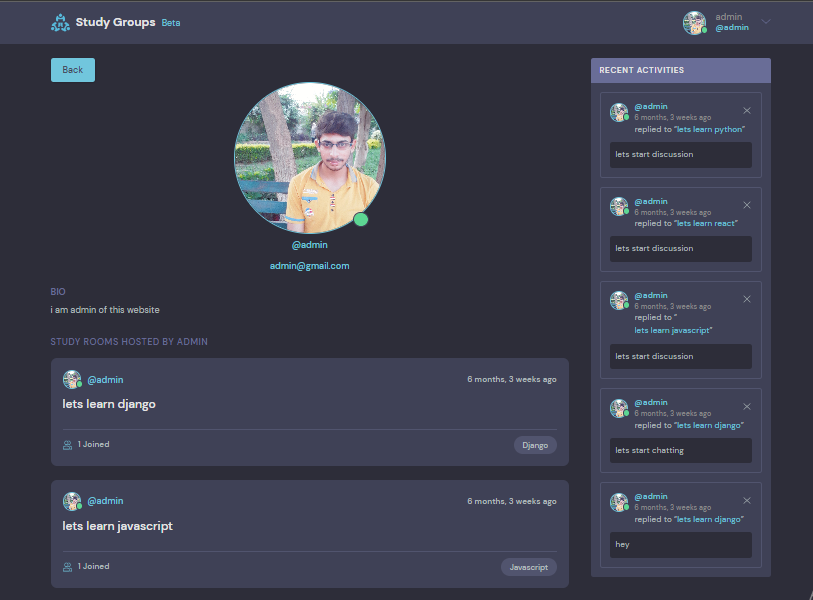 Study Groups Beta
admin
@admin
Back
@admin
admin@gmail.com
BIO
i am admin of this website
STUDY ROOMS HOSTED BY ADMIN
@admin
6 months, 3 weeks ago
lets learn django
1 Joined
Django
@admin
6 months, 3 weeks ago
lets learn javascript
1 Joined
Javascript
RECENT ACTIVITIES
@admin
6 months, 3 weeks ago
replied to “lets learn python”
lets start discussion
@admin
6 months, 3 weeks ago
replied to “lets learn react”
lets start discussion
@admin
6 months, 3 weeks ago
replied to “
lets learn javascript”
lets start discussion
@admin
6 months, 3 weeks ago
replied to “lets learn django”
lets start chatting
@admin
6 months, 3 weeks ago
replied to “lets learn django”
hey